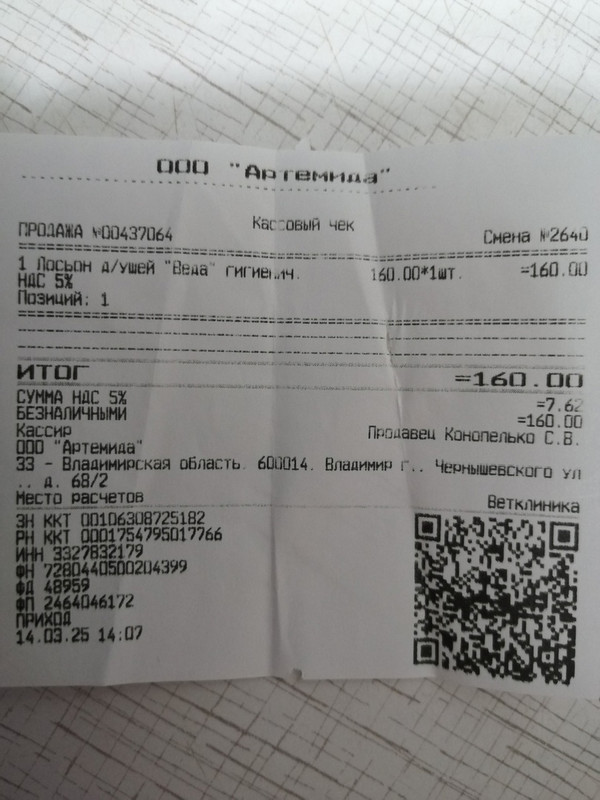 ООО "Артемида"
Кассовый чек
ПРОДАЖА №00437064 Смена №2640
1 Лосьон д/ушей "Веда" гигиенич. 160.00*1шт. =160.00
НДС 5%
Позиций: 1
ИТОГ =160.00
СУММА НДС 5% =7.62
БЕЗНАЛИЧНЫМИ =160.00
Кассир Продавец Конопелько С.В.
ООО "Артемида"
33 - Владимирская область, 600014, Владимир г., Чернышевского ул
., д. 68/2
Место расчетов Ветклиника
ЗН ККТ 00106308725182
РН ККТ 0001754795017766
ИНН 3327832179
ФН 7280440500204399
ФД 48959
ФП 2464046172
ПРИХОД
14.03.25 14:07